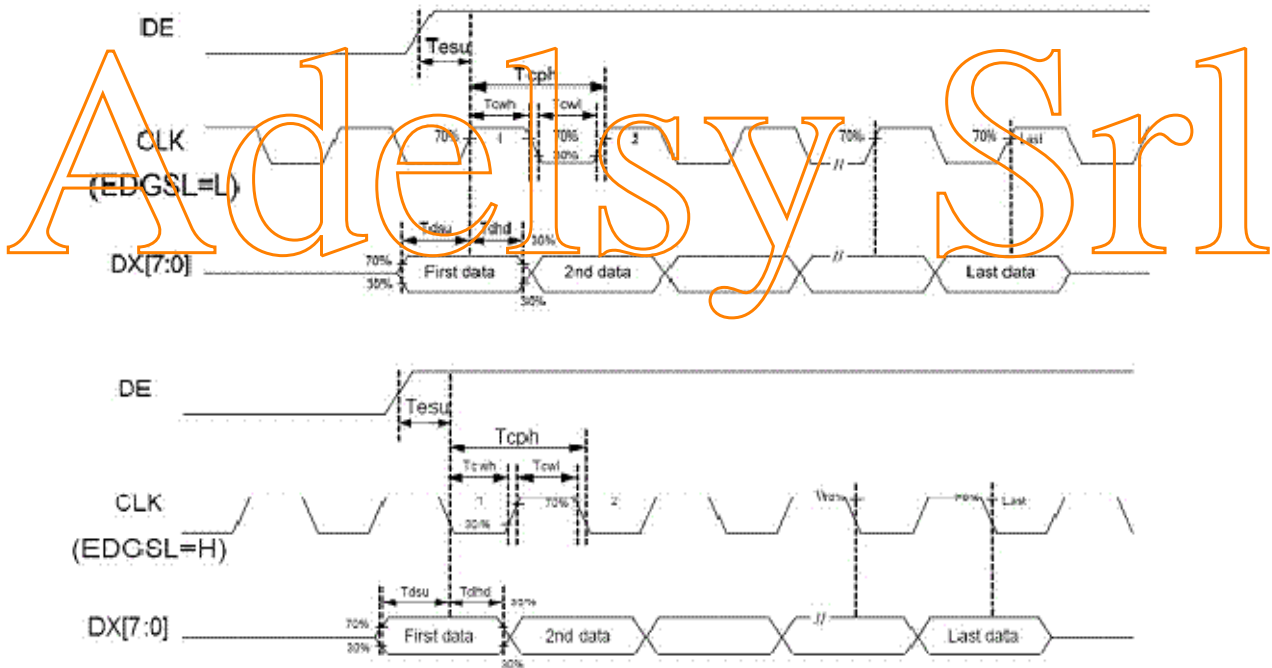 DE
Tesu
Tcph
Tcwh Tcwl
CLK 70% 1 70% 2 70% 70% Last
30%
(EDGSL=L)
Adelsy Srl
Tdsu Tdhd 30%
DX[7:0] 70% First data 2nd data // Last data
30% 30%
DE
Tesu
Tcph
Tcwh Tcwl
CLK 1 70% 2 Last
30%
(EDGSL=H)
Tdsu Tdhd 30%
DX[7:0] 70% First data 2nd data // Last data
30% 30%